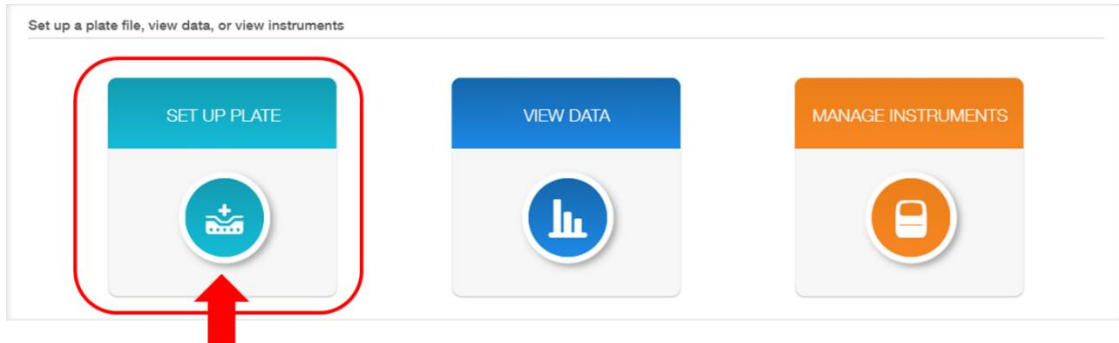 Set up a plate file, view data, or view instruments
SET UP PLATE
VIEW DATA
MANAGE INSTRUMENTS